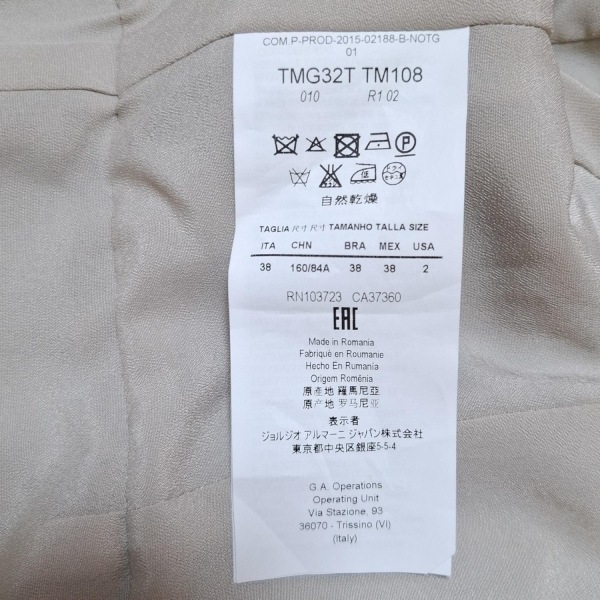 COM.P-PROD-2015-02188-B-NOTG
01
TMG32T TM108
010 R1 02
自然乾燥
TAGLIA 尺寸 尺寸 TAMANHO TALLA SIZE
ITA CHN BRA MEX USA
38 160/84A 38 38 2
RN103723 CA37360
EAC
Made in Romania
Fabriqué en Roumanie
Hecho En Rumania
Origem Roménia
原產地 羅馬尼亞
原产地 罗马尼亚
表示者
ジョルジオ アルマーニ ジャパン株式会社
東京都中央区銀座5-5-4
G.A. Operations
Operating Unit
Via Stazione, 93
36070 - Trissino (VI)
(Italy)